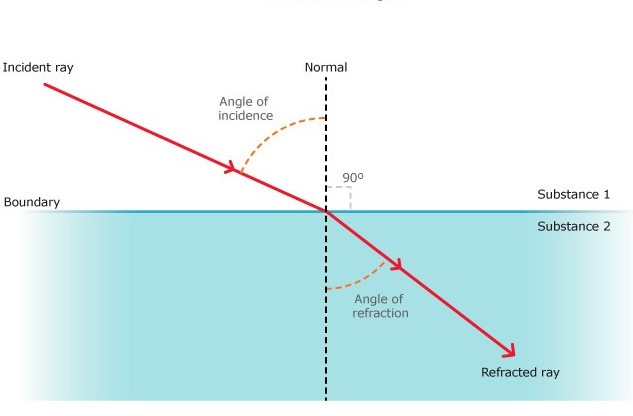 Incident ray
Normal
Angle of
incidence
90º
Boundary
Substance 1
Substance 2
Angle of
refraction
Refracted ray